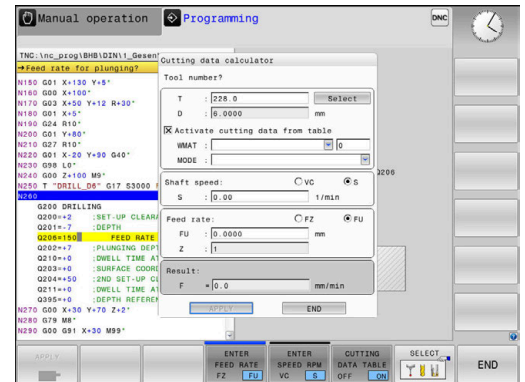 Manual operation
Programming
DNC
TNC:\nc_prog\BHB\DIN\1_Gesen
→Feed rate for plunging?
N150 G01 X+130 Y+5*
N160 G00 X+100*
N170 G03 X+50 Y+12 R+30*
N180 G01 X+5*
N190 G24 R10*
N200 G01 Y+80*
N210 G27 R10*
N220 G01 X-20 Y+90 G40*
N230 G98 L0*
N240 G00 Z+100 M9*
N250 T "DRILL_D6" G17 S3000
N260
G200 DRILLING
Q200=+2 ;SET-UP CLEARA
Q201=-7 ;DEPTH
Q206=150 FEED RATE
Q202=+7 ;PLUNGING DEPT
Q210=+0 ;DWELL TIME AT
Q203=+0 ;SURFACE COORD
Q204=+50 ;2ND SET-UP CL
Q211=+0 ;DWELL TIME AT
Q395=+0 ;DEPTH REFEREN
N270 G00 X+30 Y+70 Z+2*
N280 G79 M8*
N290 G00 G91 X+30 M99*
Cutting data calculator
Tool number?
T : 228.0 Select
D : 6.0000 mm
Activate cutting data from table
WMAT : 0
MODE :
Shaft speed: VC S
S : 0.00 1/min
Feed rate: FZ FU
FU : 0.0000 mm
Z : 1
Result:
F = 0.0 mm/min
APPLY END
APPLY
ENTER
FEED RATE
FZ FU
ENTER
SPEED RPM
VC S
CUTTING
DATA TABLE
OFF ON
SELECT
END